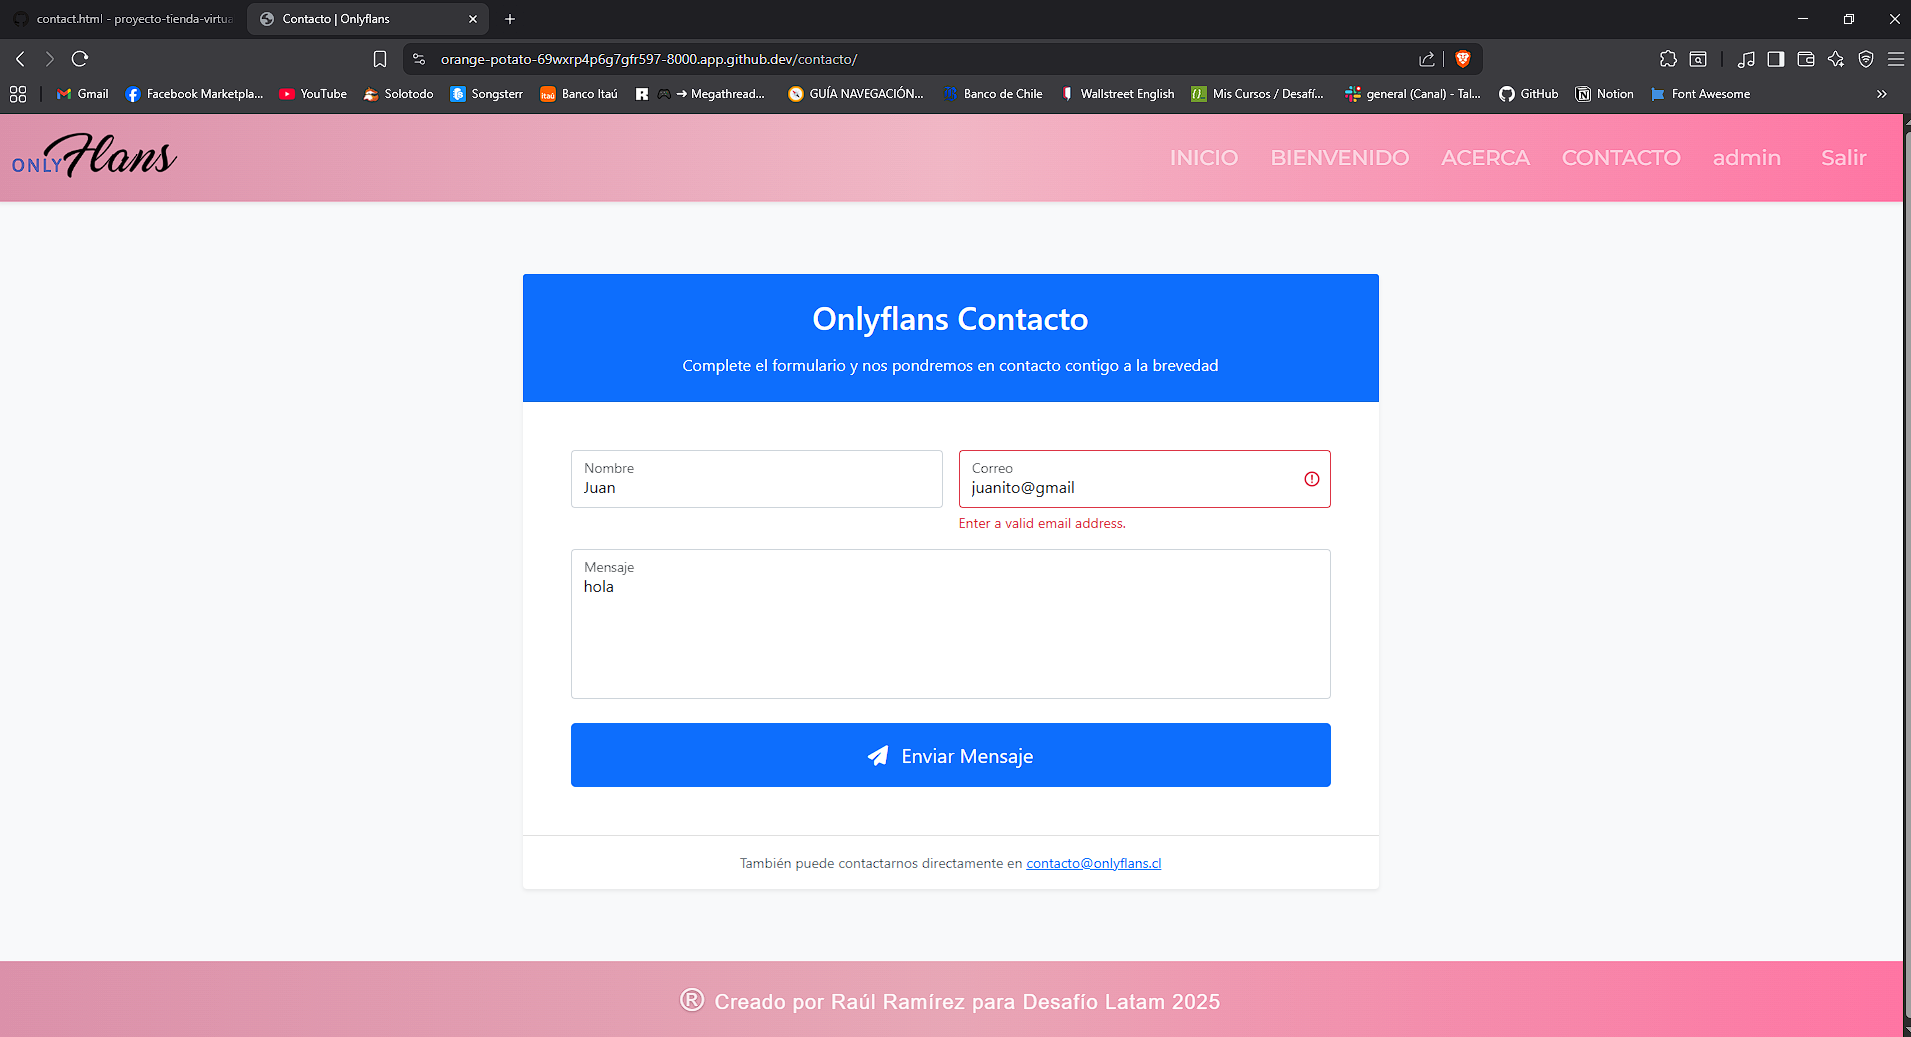 contact.html - proyecto-tienda-virtua
Contacto | Onlyflans
orange-potato-69wxrp4p6g7gfr597-8000.app.github.dev/contacto/
Gmail
Facebook Marketpla...
YouTube
Solotodo
Songsterr
itaú
Banco Itaú
→ Megathread...
GUÍA NAVEGACIÓN...
Banco de Chile
Wallstreet English
Mis Cursos / Desafí...
general (Canal) - Tal...
GitHub
Notion
Font Awesome
ONLYFlans
INICIO
BIENVENIDO
ACERCA
CONTACTO
admin
Salir
Onlyflans Contacto
Complete el formulario y nos pondremos en contacto contigo a la brevedad
Nombre
Juan
Correo
juanito@gmail
Enter a valid email address.
Mensaje
hola
Enviar Mensaje
También puede contactarnos directamente en contacto@onlyflans.cl
® Creado por Raúl Ramírez para Desafío Latam 2025